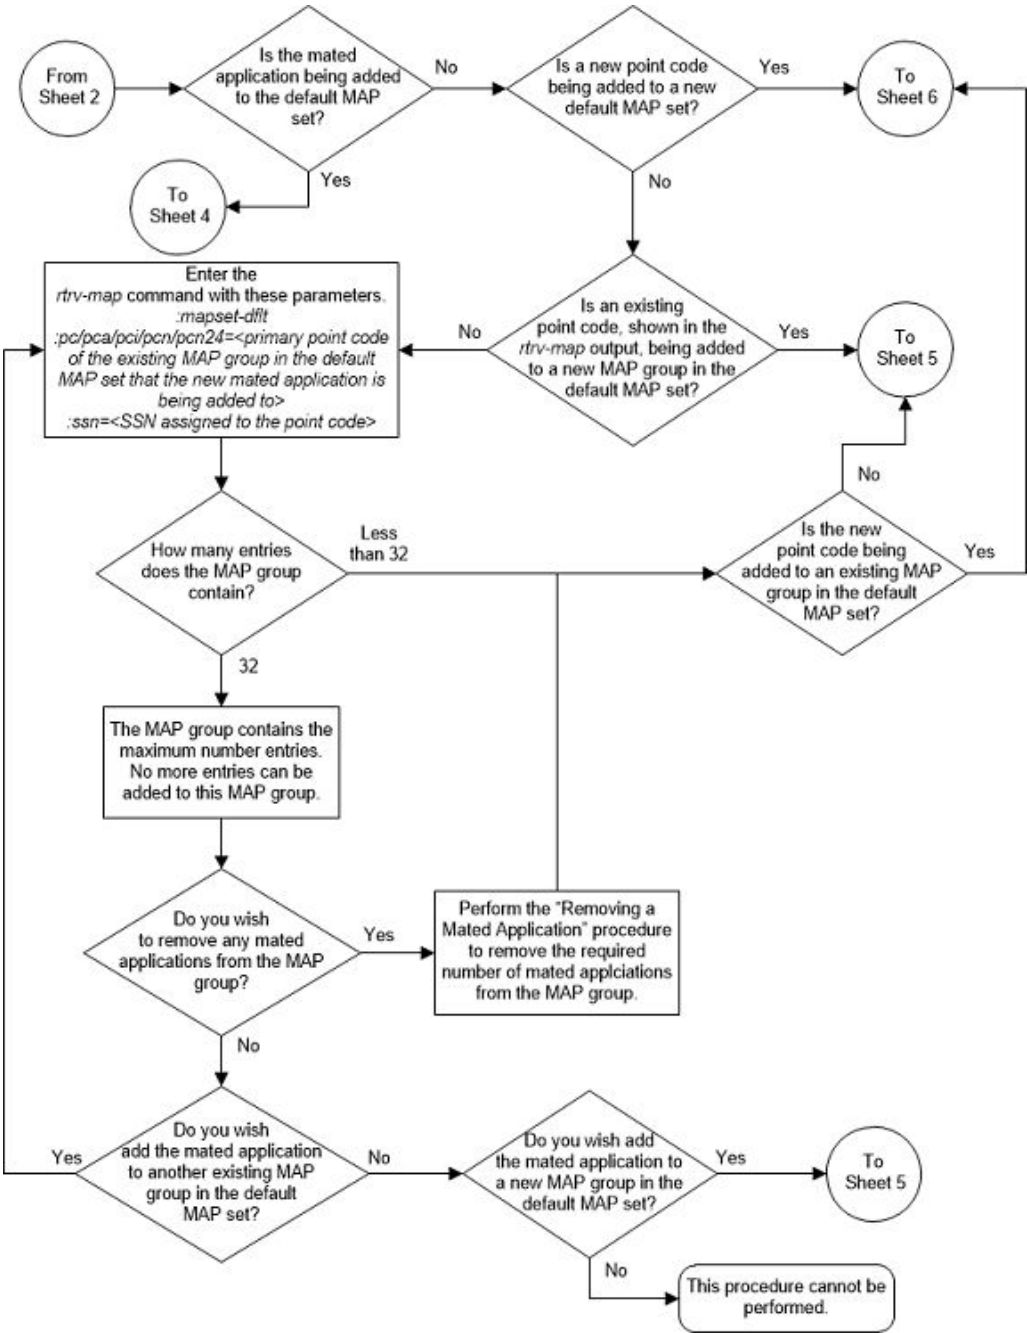 From
Sheet 2
Is the mated
application being added
to the default MAP
set?
No
Is a new point code
being added to a new
default MAP set?
Yes
To
Sheet 6
Yes
To
Sheet 4
No
Enter the
rtrv-map command with these parameters.
:mapset-dflt
:pc/pca/pci/pcn/pcn24=<primary point code
of the existing MAP group in the default
MAP set that the new mated application is
being added to>
:ssn=<SSN assigned to the point code>
No
Is an existing
point code, shown in the
rtrv-map output, being added
to a new MAP group in the
default MAP set?
Yes
To
Sheet 5
No
How many entries
does the MAP group
contain?
Less
than 32
Is the new
point code being
added to an existing MAP
group in the default
MAP set?
Yes
32
The MAP group contains the
maximum number entries.
No more entries can be
added to this MAP group.
Do you wish
to remove any mated
applications from the MAP
group?
Yes
Perform the "Removing a
Mated Application" procedure
to remove the required
number of mated applciations
from the MAP group.
No
Yes
Do you wish
add the mated application
to another existing MAP
group in the default
MAP set?
No
Do you wish add
the mated application to
a new MAP group in the
default MAP set?
Yes
To
Sheet 5
No
This procedure cannot be
performed.